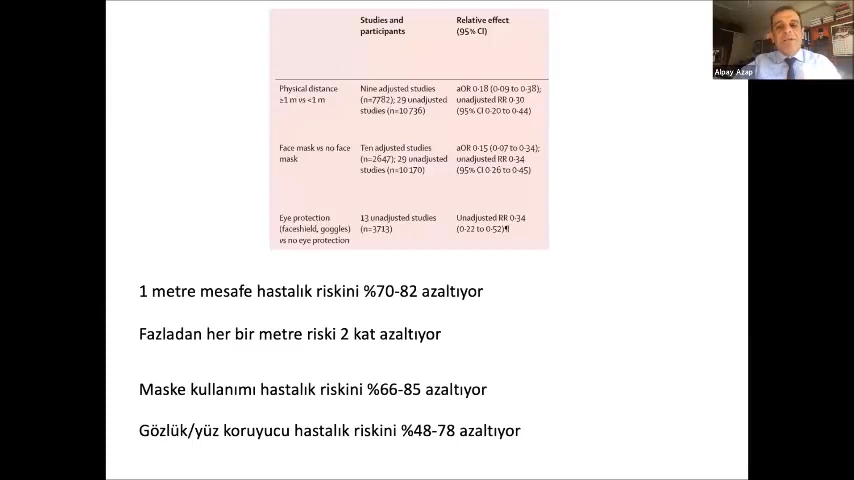 Studies and participants
Relative effect (95% CI)
Physical distance ≥1 m vs <1 m
Nine adjusted studies (n=7782); 29 unadjusted studies (n=10 736)
aOR 0·18 (0·09 to 0·38); unadjusted RR 0·30 (95% CI 0·20 to 0·44)
Face mask vs no face mask
Ten adjusted studies (n=2647); 29 unadjusted studies (n=10 170)
aOR 0·15 (0·07 to 0·34); unadjusted RR 0·34 (95% CI 0·26 to 0·45)
Eye protection (faceshield, goggles) vs no eye protection
13 unadjusted studies (n=3713)
Unadjusted RR 0·34 (0·22 to 0·52)¶
1 metre mesafe hastalık riskini %70-82 azaltıyor
Fazladan her bir metre riski 2 kat azaltıyor
Maske kullanımı hastalık riskini %66-85 azaltıyor
Gözlük/yüz koruyucu hastalık riskini %48-78 azaltıyor
Alpay Azap